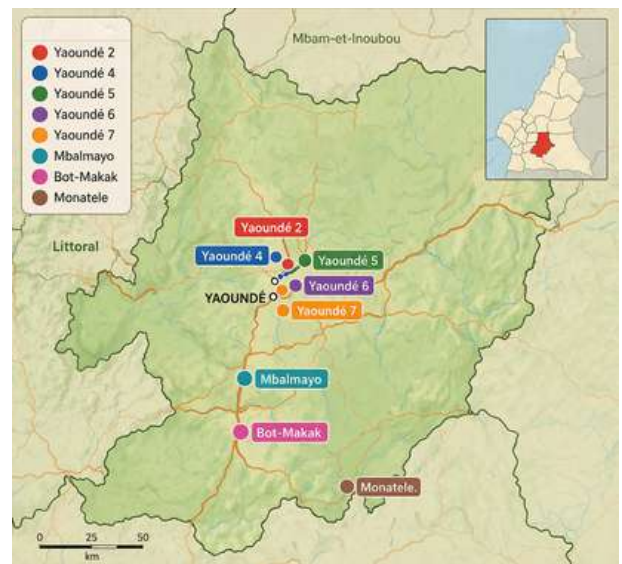 Yaoundé 2
Yaoundé 4
Yaoundé 5
Yaoundé 6
Yaoundé 7
Mbalmayo
Bot-Makak
Monatele
Mbam-et-Inoubou
Littoral
Yaoundé 2
Yaoundé 4
Yaoundé 5
Yaoundé 6
YAOUNDÉ
Yaoundé 7
Mbalmayo
Bot-Makak
Monatele.
0 25 50
km